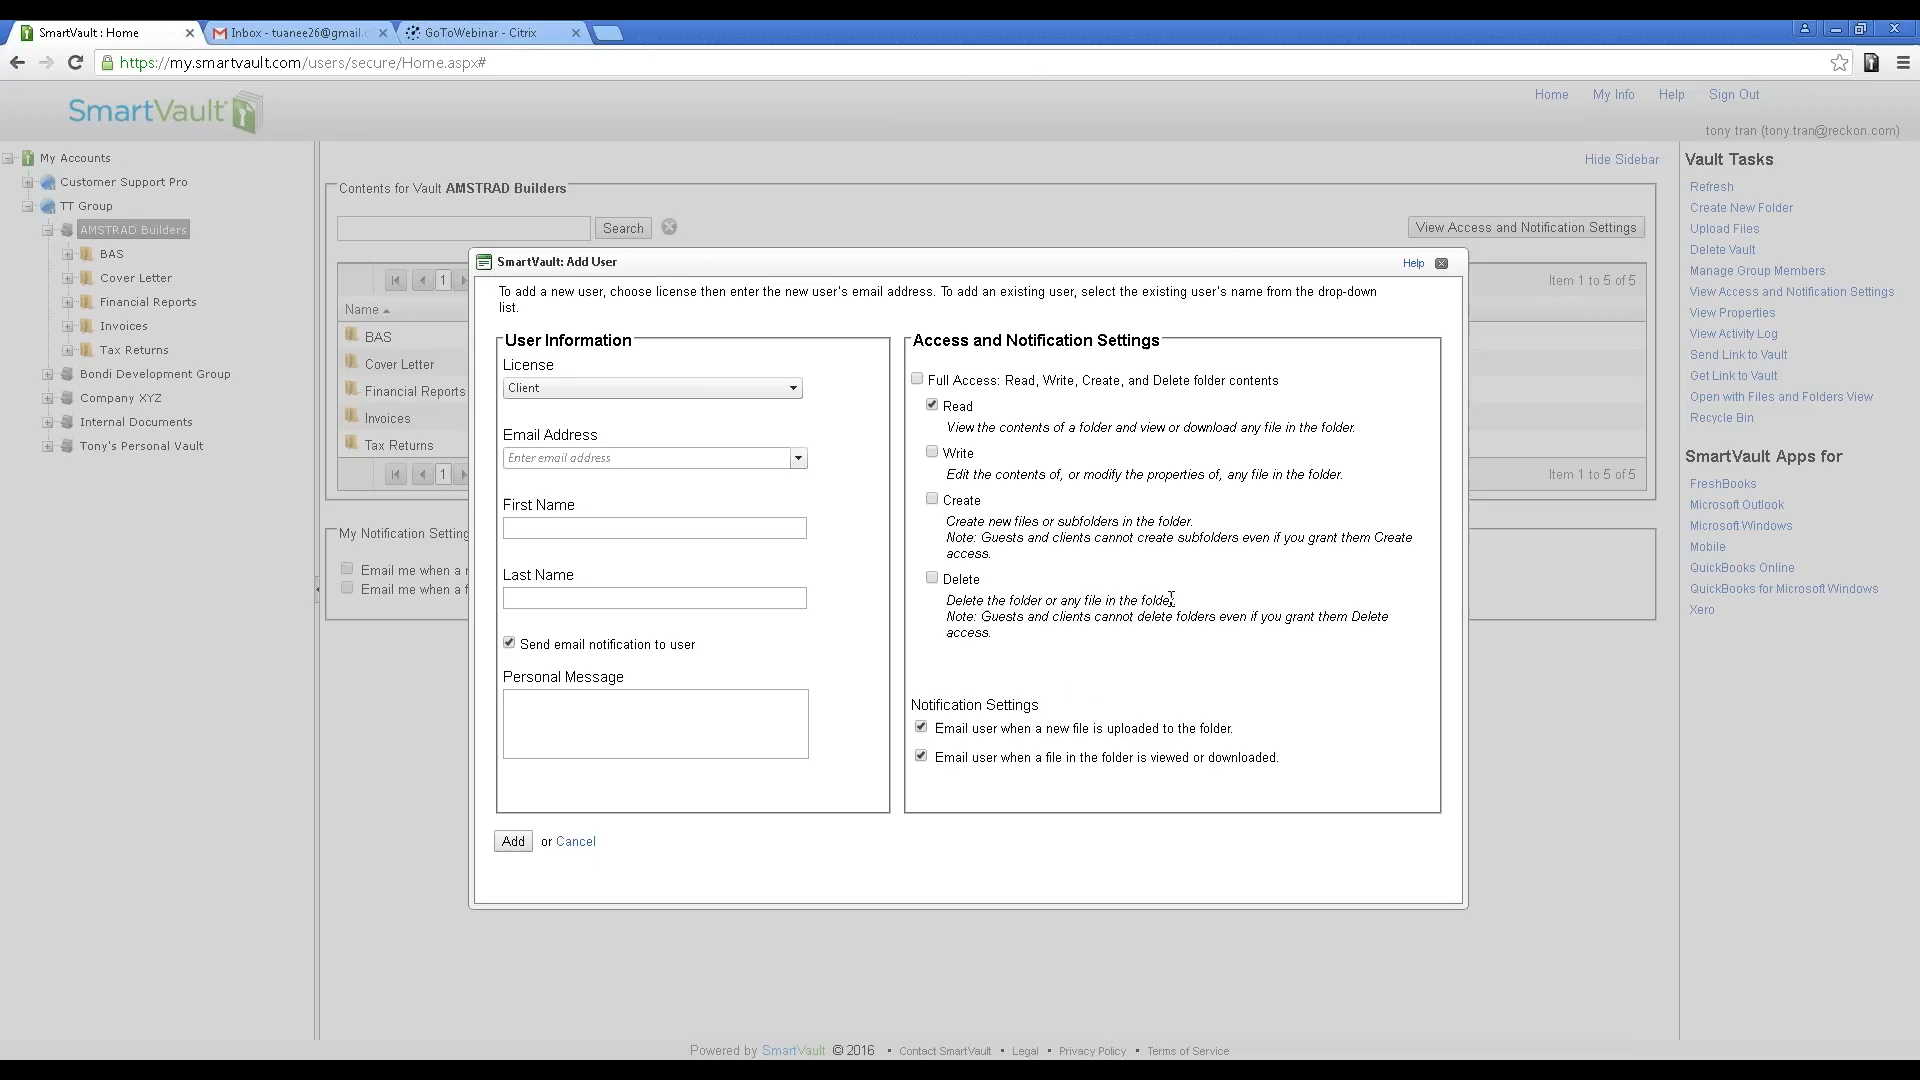 SmartVault : Home
Inbox - tuanee26@gmail.c
GoToWebinar - Citrix
https://my.smartvault.com/users/secure/Home.aspx#
SmartVault
Home My Info Help Sign Out
tony tran (tony.tran@reckon.com)
My Accounts
Customer Support Pro
TT Group
AMSTRAD Builders
BAS
Cover Letter
Financial Reports
Invoices
Tax Returns
Bondi Development Group
Company XYZ
Internal Documents
Tony's Personal Vault
Hide Sidebar
Contents for Vault AMSTRAD Builders
Search
View Access and Notification Settings
1
Item 1 to 5 of 5
Name
BAS
Cover Letter
Financial Reports
Invoices
Tax Returns
1
Item 1 to 5 of 5
My Notification Setting
Email me when a
Email me when a f
SmartVault: Add User
Help
To add a new user, choose license then enter the new user's email address. To add an existing user, select the existing user's name from the drop-down
list.
User Information
License
Client
Email Address
Enter email address
First Name
Last Name
Send email notification to user
Personal Message
Access and Notification Settings
Full Access: Read, Write, Create, and Delete folder contents
Read
View the contents of a folder and view or download any file in the folder.
Write
Edit the contents of, or modify the properties of, any file in the folder.
Create
Create new files or subfolders in the folder.
Note: Guests and clients cannot create subfolders even if you grant them Create
access.
Delete
Delete the folder or any file in the folder.
Note: Guests and clients cannot delete folders even if you grant them Delete
access.
Notification Settings
Email user when a new file is uploaded to the folder.
Email user when a file in the folder is viewed or downloaded.
Add or Cancel
Vault Tasks
Refresh
Create New Folder
Upload Files
Delete Vault
Manage Group Members
View Access and Notification Settings
View Properties
View Activity Log
Send Link to Vault
Get Link to Vault
Open with Files and Folders View
Recycle Bin
SmartVault Apps for
FreshBooks
Microsoft Outlook
Microsoft Windows
Mobile
QuickBooks Online
QuickBooks for Microsoft Windows
Xero
Powered by SmartVault © 2016 • Contact SmartVault • Legal • Privacy Policy • Terms of Service